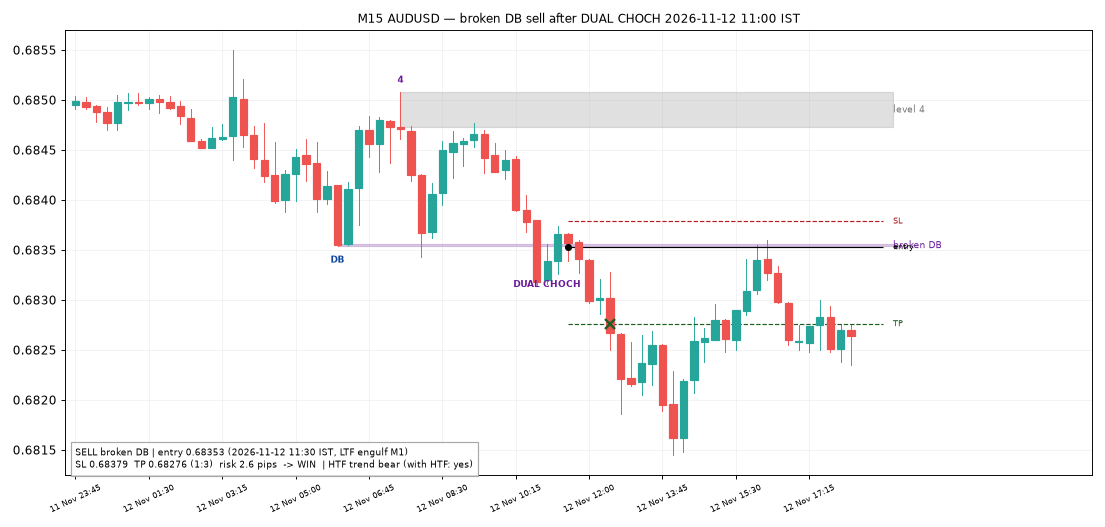 M15 AUDUSD — broken DB sell after DUAL CHOCH 2026-11-12 11:00 IST
0.6855
0.6850
0.6845
0.6840
0.6835
0.6830
0.6825
0.6820
0.6815
4
level 4
SL
broken DB
entry
DB
DUAL CHOCH
TP
SELL broken DB | entry 0.68353 (2026-11-12 11:30 IST, LTF engulf M1)
SL 0.68379 TP 0.68276 (1:3) risk 2.6 pips -> WIN | HTF trend bear (with HTF: yes)
11 Nov 23:45
12 Nov 01:30
12 Nov 03:15
12 Nov 05:00
12 Nov 06:45
12 Nov 08:30
12 Nov 10:15
12 Nov 12:00
12 Nov 13:45
12 Nov 15:30
12 Nov 17:15